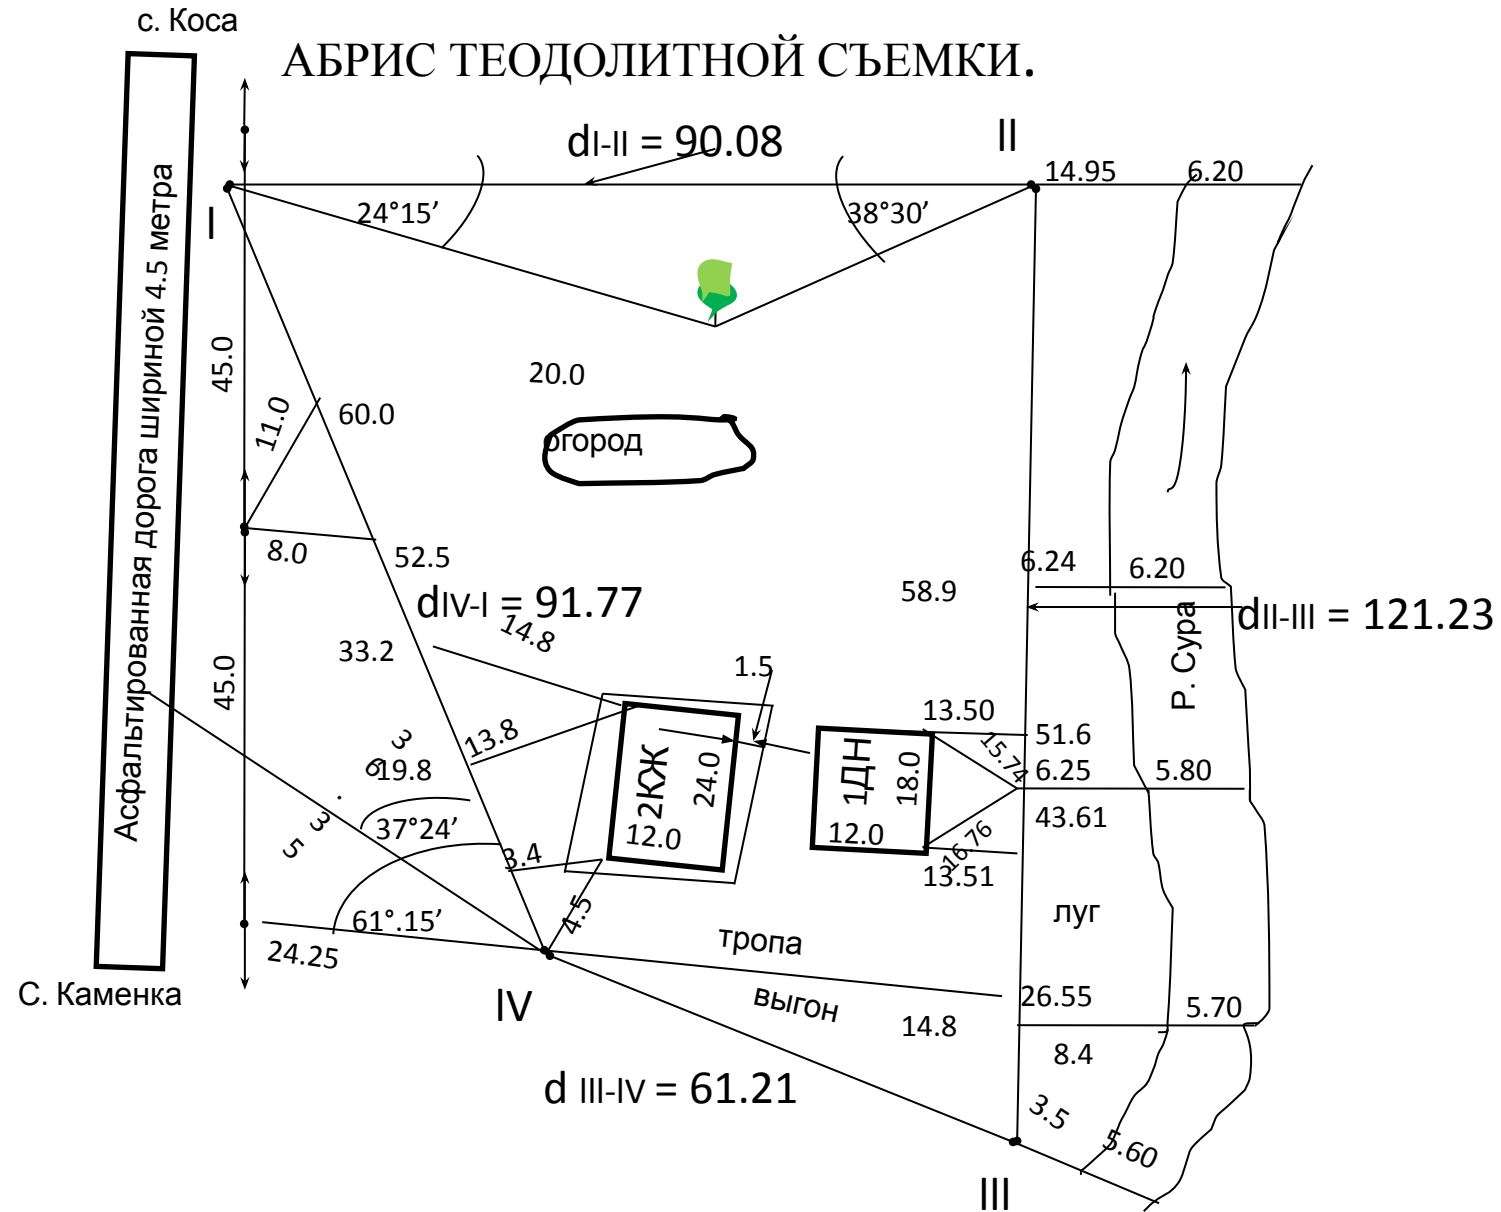 с. Коса
АБРИС ТЕОДОЛИТНОЙ СЪЕМКИ.
dI-II = 90.08
II
14.95
6.20
I
24°15’
38°30’
Асфальтированная дорога шириной 4.5 метра
45.0
20.0
11.0
60.0
огород
8.0
52.5
6.24
6.20
58.9
dIV-I = 91.77
dII-III = 121.23
14.8
33.2
1.5
Р. Сура
45.0
13.50
51.6
36.35
13.8
15.74
19.8
2КЖ
24.0
1ДН
18.0
6.25
5.80
37°24’
12.0
12.0
43.61
3.4
16.76
13.51
61°.15’
4.5
луг
24.25
тропа
С. Каменка
IV
выгон
26.55
5.70
14.8
8.4
d III-IV = 61.21
3.5
5.60
III